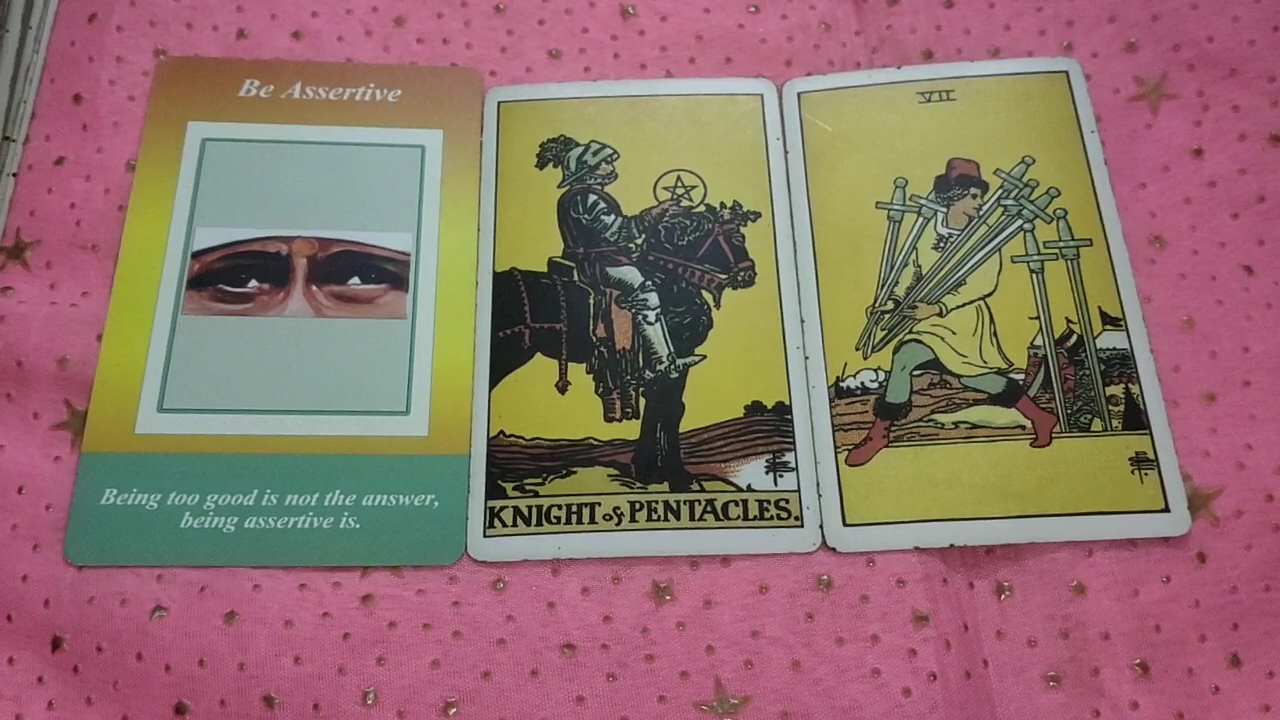 Be Assertive
Being too good is not the answer,
being assertive is.
KNIGHT of PENTACLES.
VII